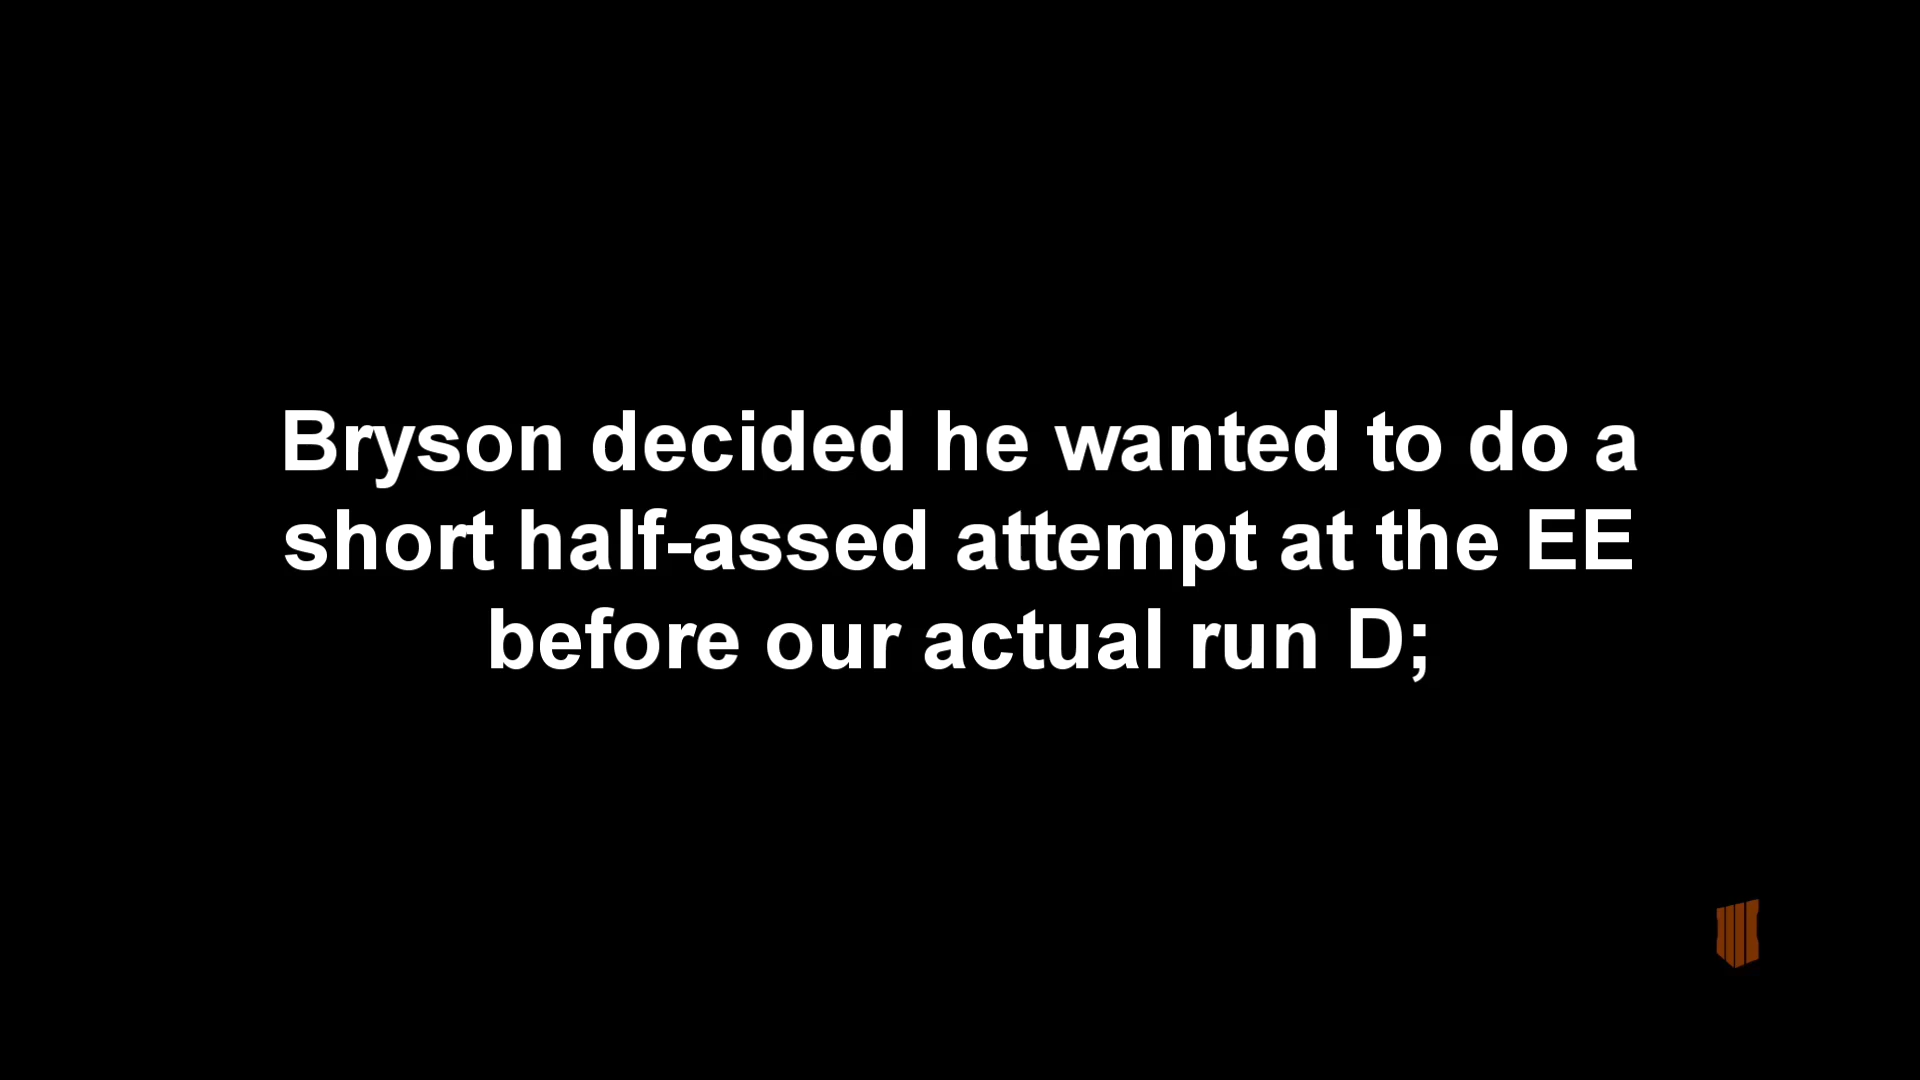 Bryson decided he wanted to do a
short half-assed attempt at the EE
before our actual run D;